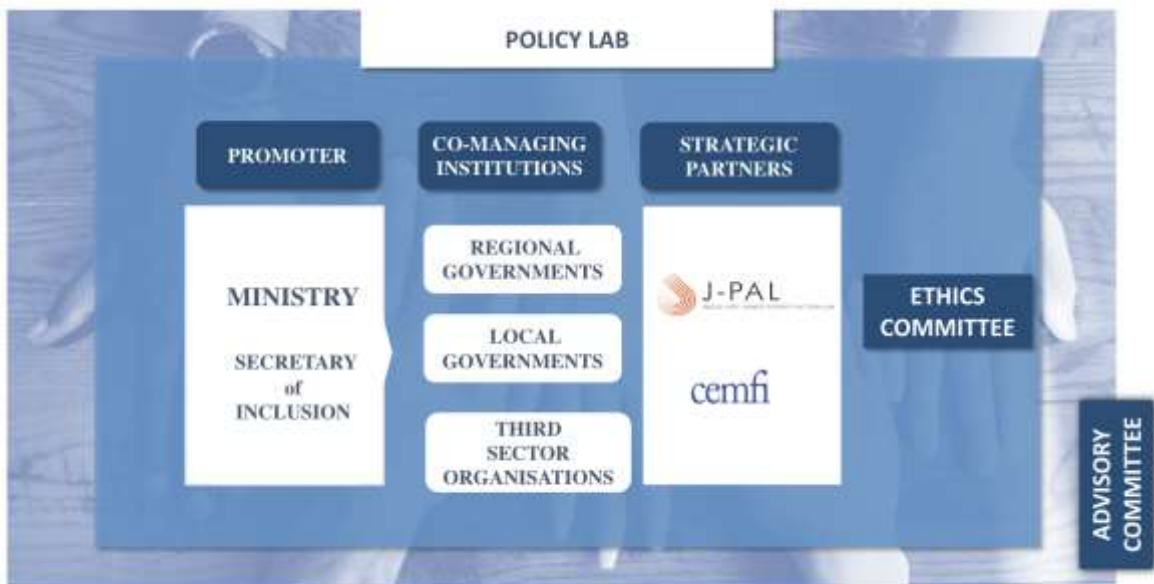 POLICY LAB
PROMOTER
MINISTRY
SECRETARY
of
INCLUSION
CO-MANAGING
INSTITUTIONS
REGIONAL
GOVERNMENTS
LOCAL
GOVERNMENTS
THIRD
SECTOR
ORGANISATIONS
STRATEGIC
PARTNERS
J-PAL
cemfi
ETHICS
COMMITTEE
ADVISORY
COMMITTEE